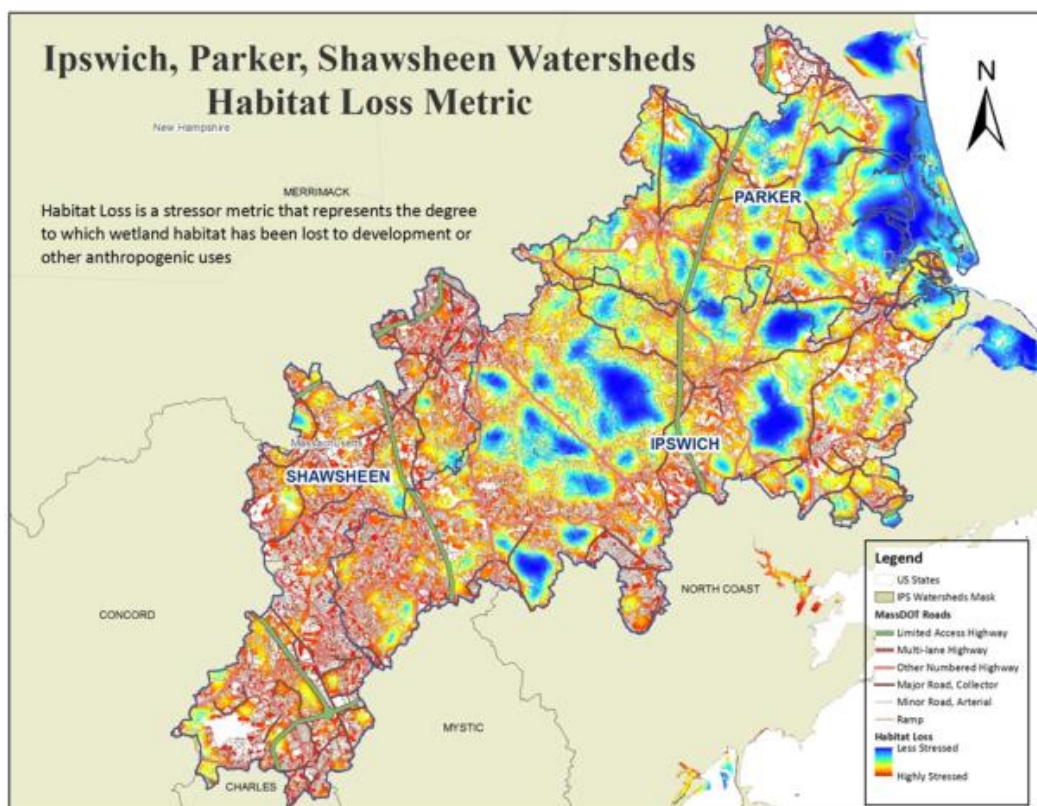 Ipswich, Parker, Shawsheen Watersheds
Habitat Loss Metric
New Hampshire
MERRIMACK
Habitat Loss is a stressor metric that represents the degree
to which wetland habitat has been lost to development or
other anthropogenic uses
N
PARKER
IPSWICH
Massachusetts
SHAWSHEEN
NORTH COAST
CONCORD
MYSTIC
CHARLES
Legend
US States
IPS Watersheds Mask
MassDOT Roads
Limited Access Highway
Multi-lane Highway
Other Numbered Highway
Major Road, Collector
Minor Road, Arterial
Ramp
Habitat Loss
Less Stressed
Highly Stressed